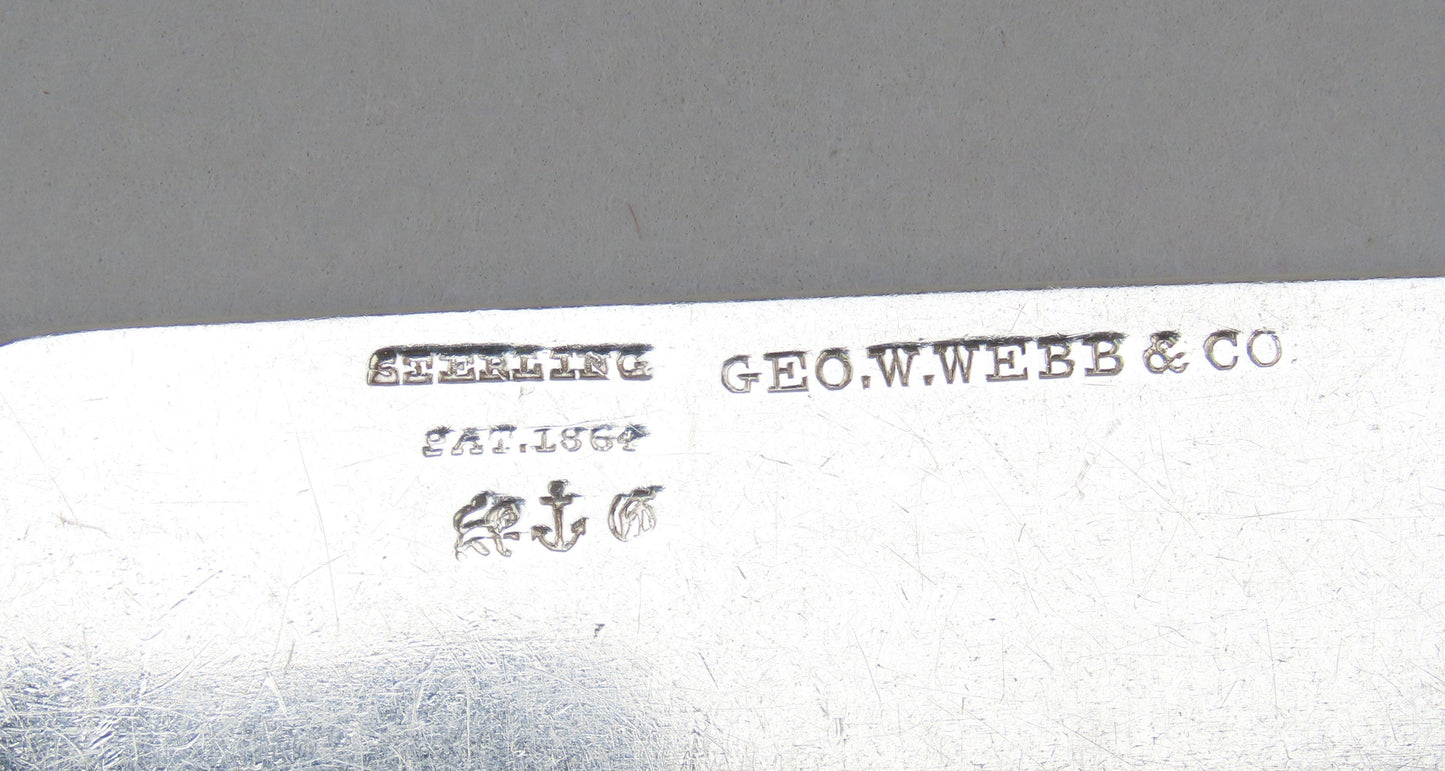 STERLING GEO.W.WEBB & CO
PAT.1864